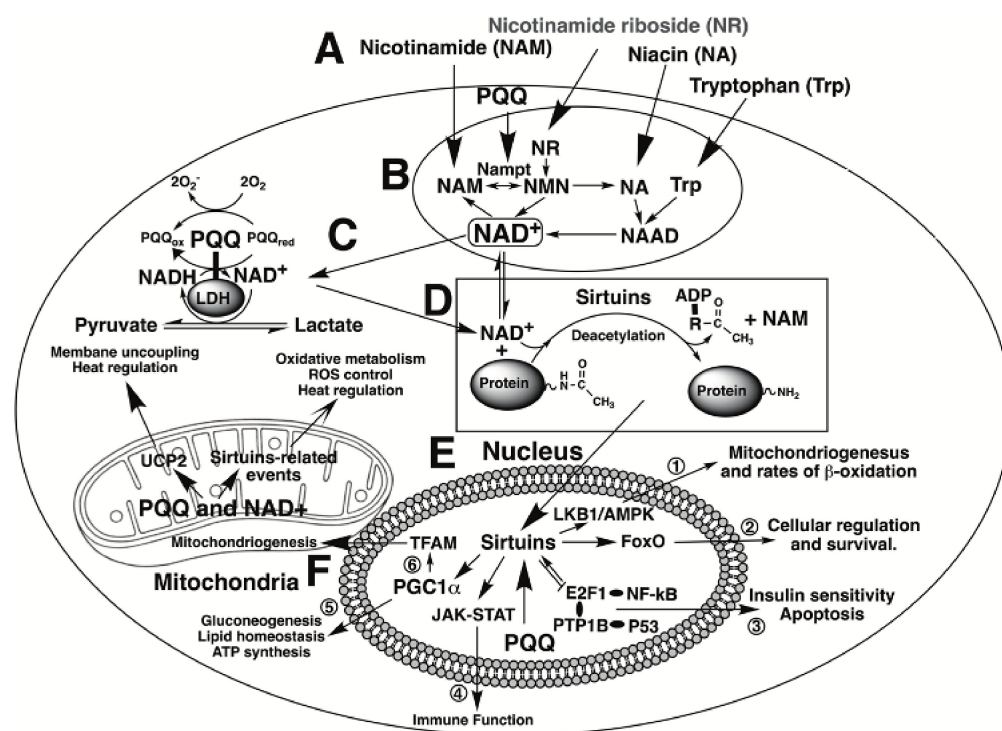 A
Nicotinamide riboside (NR)
Nicotinamide (NAM)
Niacin (NA)
Tryptophan (Trp)
PQQ
B
NR
Nampt
NAM
NMN
NA
Trp
NAD+
NAAD
C
2O2-
2O2
PQQox
PQQ
PQQred
NADH
NAD+
LDH
Pyruvate
Lactate
D
Sirtuins
NAD+
+
Deacetylation
ADP
R
C
O
CH3
+ NAM
Protein
H
N
C
O
CH3
Protein
NH2
Membane uncoupling
Heat regulation
Oxidative metabolism
ROS control
Heat regulation
UCP2
Sirtuins-related
events
PQQ and NAD+
Mitochondria
E
Nucleus
①
Mitochondriogenesus
and rates of β-oxidation
LKB1/AMPK
②
Cellular regulation
and survival.
Mitochondriogenesis
TFAM
Sirtuins
FoxO
F
⑥
PGC1α
E2F1
NF-kB
PTP1B
P53
Insulin sensitivity
Apoptosis
③
⑤
Gluconeogenesis
Lipid homeostasis
ATP synthesis
JAK-STAT
PQQ
④
Immune Function